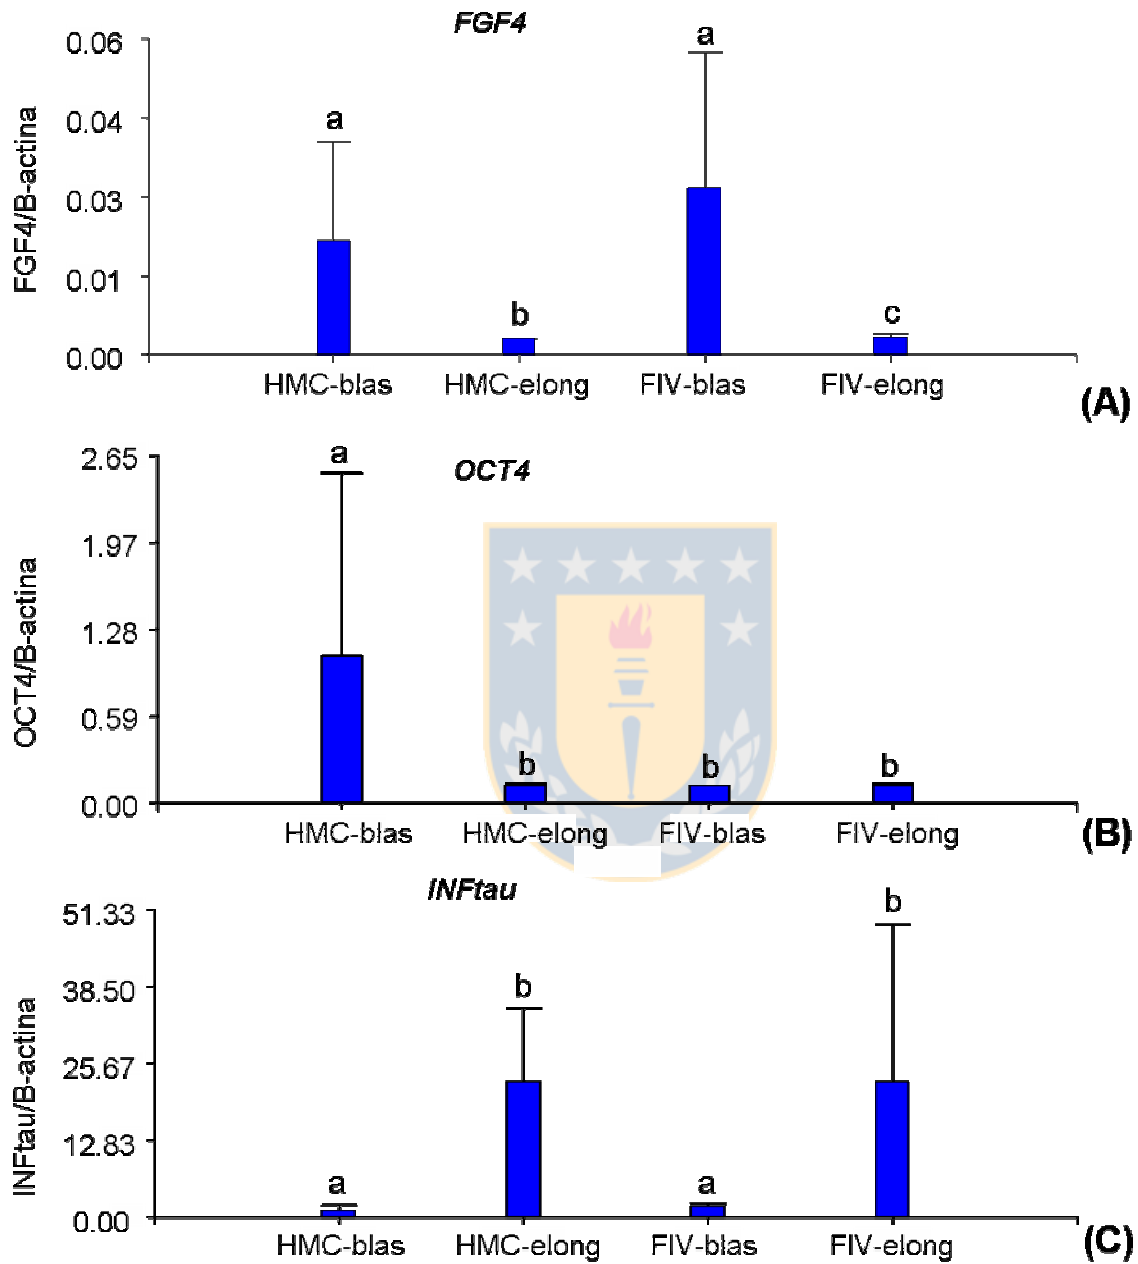 FGF4
0.06
a
a
0.04
FGF4/B-actina
0.03
0.01
b
c
0.00
HMC-blas HMC-elong FIV-blas FIV-elong
(A)
2.65
a
OCT4
1.97
OCT4/B-actina
1.28
0.59
b b b
0.00
HMC-blas HMC-elong FIV-blas FIV-elong
(B)
INFtau
51.33
b
38.50
b
INFtau/B-actina
25.67
12.83
a a
0.00
HMC-blas HMC-elong FIV-blas FIV-elong
(C)